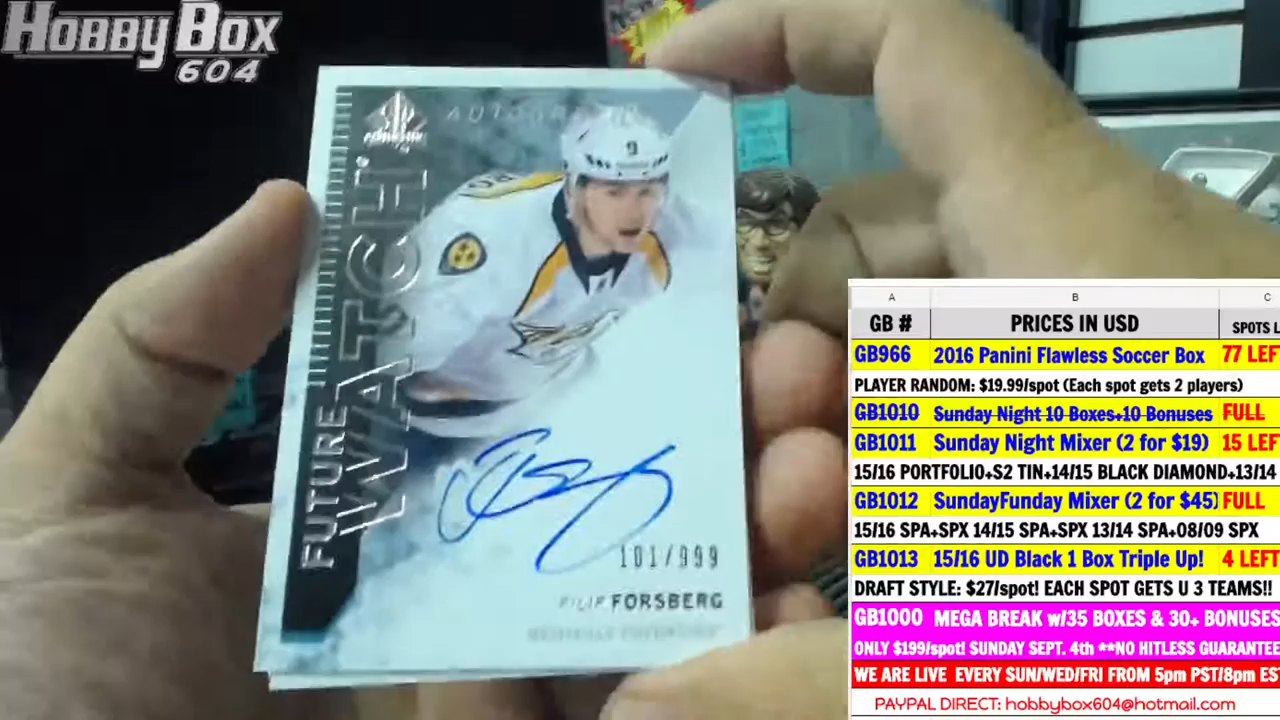 HOBBY BOX
604
AUTOGRAPHED
FUTURE
WATCH
9
101/999
FILIP FORSBERG
NASHVILLE PREDATORS
A B C
GB # PRICES IN USD SPOTS L
GB966 2016 Panini Flawless Soccer Box 77 LEF
PLAYER RANDOM: $19.99/spot (Each spot gets 2 players)
GB1010 Sunday Night 10 Boxes+10 Bonuses FULL
GB1011 Sunday Night Mixer (2 for $19) 15 LEF
15/16 PORTFOLIO+S2 TIN+14/15 BLACK DIAMOND+13/14
GB1012 SundayFunday Mixer (2 for $45) FULL
15/16 SPA+SPX 14/15 SPA+SPX 13/14 SPA+08/09 SPX
GB1013 15/16 UD Black 1 Box Triple Up! 4 LEFT
DRAFT STYLE: $27/spot! EACH SPOT GETS U 3 TEAMS!!
GB1000 MEGA BREAK w/35 BOXES & 30+ BONUSES
ONLY $199/spot! SUNDAY SEPT. 4th **NO HITLESS GUARANTEE
WE ARE LIVE EVERY SUN/WED/FRI FROM 5pm PST/8pm EST
PAYPAL DIRECT: hobbybox604@hotmail.com